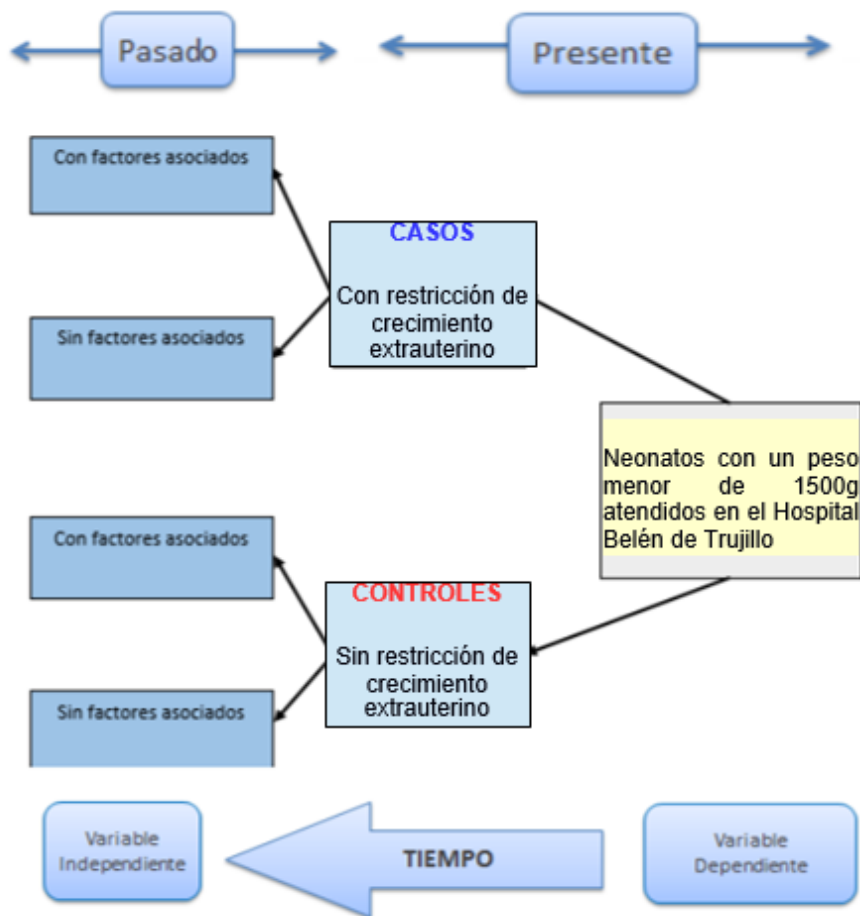 Pasado
Presente
Con factores asociados
CASOS
Con restricción de
crecimiento
extrauterino
Sin factores asociados
Neonatos con un peso
menor de 1500g
atendidos en el Hospital
Belén de Trujillo
Con factores asociados
CONTROLES
Sin restricción de
crecimiento
extrauterino
Sin factores asociados
Variable
Independiente
TIEMPO
Variable
Dependiente